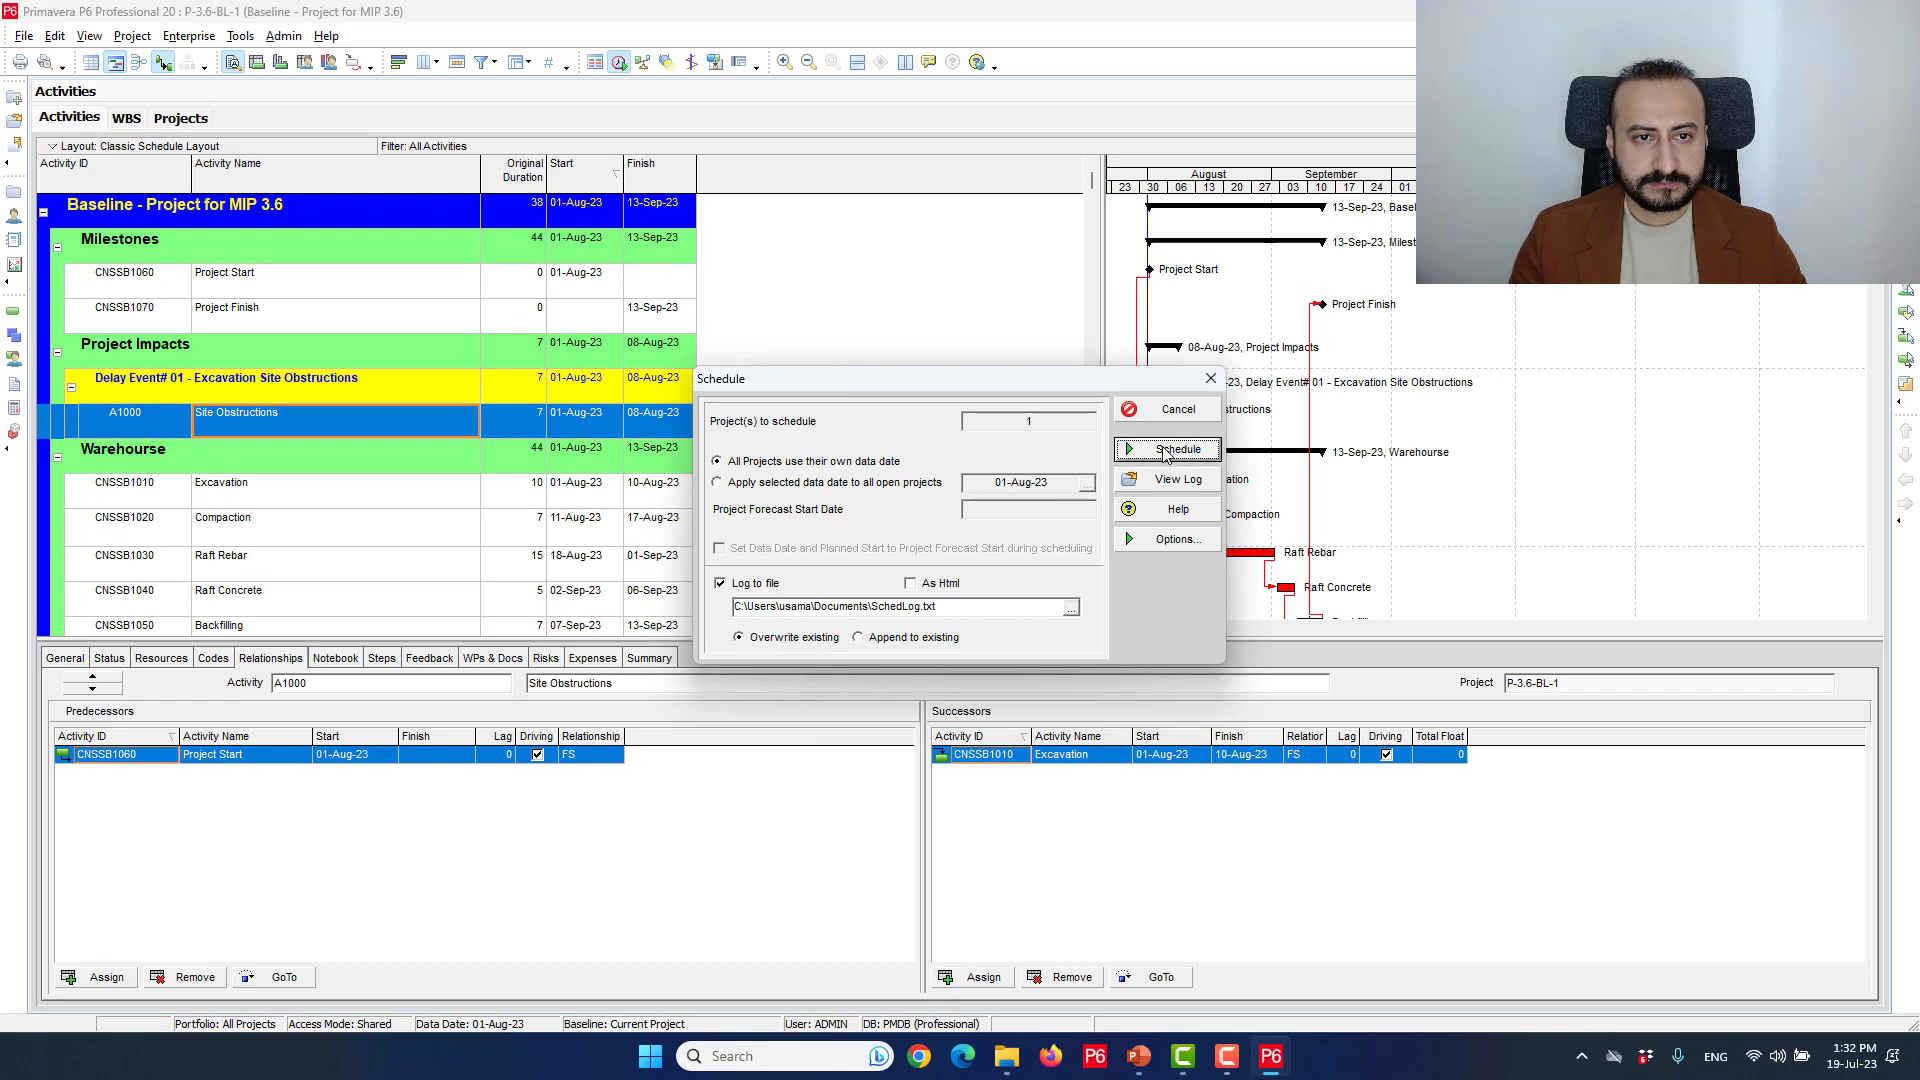 Primavera P6 Professional 20 : P-3.6-BL-1 (Baseline - Project for MIP 3.6)
File Edit View Project Enterprise Tools Admin Help
Activities
Activities WBS Projects
Layout: Classic Schedule Layout Filter: All Activities
Activity ID Activity Name Original Duration Start Finish
August September
23 30 06 13 20 27 03 10 17 24 01
Baseline - Project for MIP 3.6 38 01-Aug-23 13-Sep-23
13-Sep-23, Basel
Milestones 44 01-Aug-23 13-Sep-23
13-Sep-23, Milest
CNSSB1060 Project Start 0 01-Aug-23
Project Start
CNSSB1070 Project Finish 0 13-Sep-23
Project Finish
Project Impacts 7 01-Aug-23 08-Aug-23
08-Aug-23, Project Impacts
Delay Event# 01 - Excavation Site Obstructions 7 01-Aug-23 08-Aug-23
-23, Delay Event# 01 - Excavation Site Obstructions
A1000 Site Obstructions 7 01-Aug-23 08-Aug-23
structions
Warehourse 44 01-Aug-23 13-Sep-23
13-Sep-23, Warehourse
CNSSB1010 Excavation 10 01-Aug-23 10-Aug-23
ation
CNSSB1020 Compaction 7 11-Aug-23 17-Aug-23
Compaction
CNSSB1030 Raft Rebar 15 18-Aug-23 01-Sep-23
Raft Rebar
CNSSB1040 Raft Concrete 5 02-Sep-23 06-Sep-23
Raft Concrete
CNSSB1050 Backfilling 7 07-Sep-23 13-Sep-23
Schedule
Project(s) to schedule 1
Cancel
All Projects use their own data date
Schedule
Apply selected data date to all open projects 01-Aug-23 ...
View Log
Project Forecast Start Date
Help
Set Data Date and Planned Start to Project Forecast Start during scheduling
Options...
Log to file As Html
C:\Users\usama\Documents\SchedLog.txt ...
Overwrite existing Append to existing
General Status Resources Codes Relationships Notebook Steps Feedback WPs & Docs Risks Expenses Summary
Activity A1000 Site Obstructions Project P-3.6-BL-1
Predecessors
Activity ID Activity Name Start Finish Lag Driving Relationship
CNSSB1060 Project Start 01-Aug-23 0 FS
Successors
Activity ID Activity Name Start Finish Relatior Lag Driving Total Float
CNSSB1010 Excavation 01-Aug-23 10-Aug-23 FS 0 0
Assign Remove GoTo
Assign Remove GoTo
Portfolio: All Projects Access Mode: Shared Data Date: 01-Aug-23 Baseline: Current Project User: ADMIN DB: PMDB (Professional)
Search
P6 P6
ENG
1:32 PM
19-Jul-23